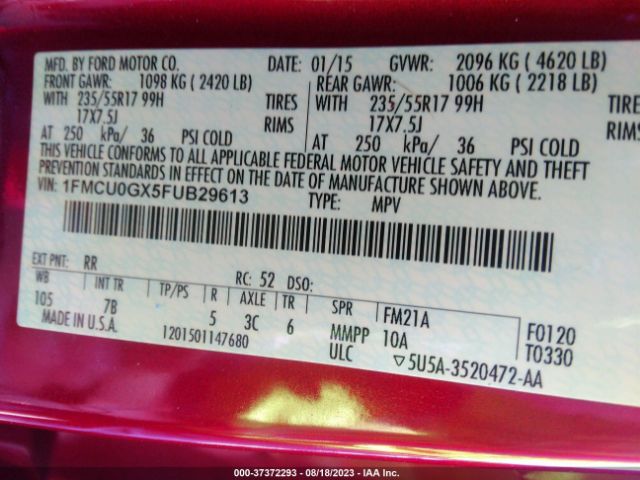 MFD. BY FORD MOTOR CO.
DATE: 01/15 GVWR: 2096 KG ( 4620 LB)
FRONT GAWR: 1098 KG ( 2420 LB) REAR GAWR: 1006 KG ( 2218 LB)
WITH 235/55R17 99H TIRES WITH 235/55R17 99H TIRES
17X7.5J RIMS 17X7.5J RIMS
AT 250 kPa/ 36 PSI COLD AT 250 kPa/ 36 PSI COLD
THIS VEHICLE CONFORMS TO ALL APPLICABLE FEDERAL MOTOR VEHICLE SAFETY AND THEFT
PREVENTION STANDARDS IN EFFECT ON THE DATE OF MANUFACTURE SHOWN ABOVE.
VIN: 1FMCU0GX5FUB29613 TYPE: MPV
EXT PNT: RR RC: 52 DSO:
WB INT TR TP/PS R AXLE TR SPR FM21A F0120
105 7B 5 3C 6 MMPP 10A T0330
MADE IN U.S.A. 1201501147680 ULC ▽5U5A-3520472-AA
000-37372293 - 08/18/2023 - IAA Inc.